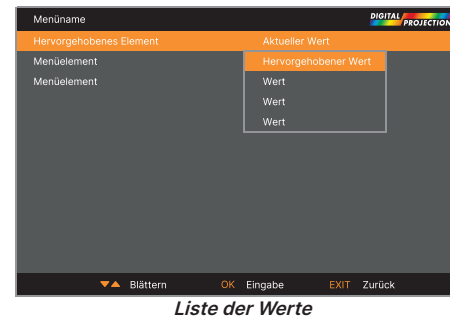 Menüname
DIGITAL PROJECTION
Hervorgehobenes Element Aktueller Wert
Menüelement Hervorgehobener Wert
Menüelement Wert
Wert
Wert
▼▲ Blättern OK Eingabe EXIT Zurück
Liste der Werte